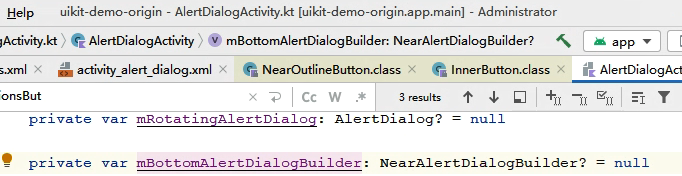 Help uikit-demo-origin - AlertDialogActivity.kt [uikit-demo-origin.app.main] - Administrator
gActivity.kt AlertDialogActivity mBottomAlertDialogBuilder: NearAlertDialogBuilder? app
s.xml activity_alert_dialog.xml NearOutlineButton.class InnerButton.class AlertDialogAc
ionsBut Cc W .* 3 results
private var mRotatingAlertDialog: AlertDialog? = null
private var mBottomAlertDialogBuilder: NearAlertDialogBuilder? = null